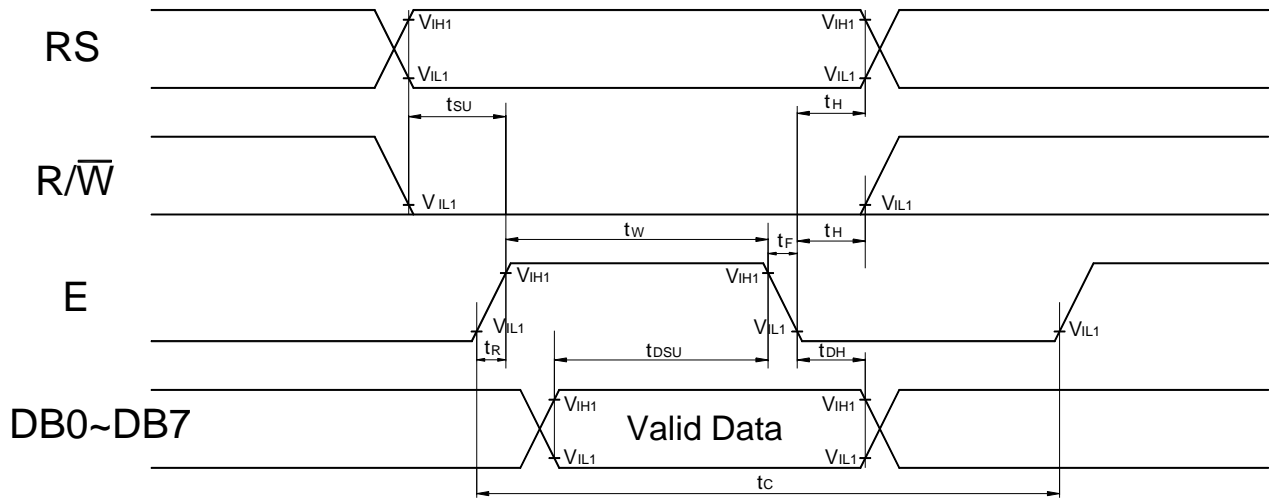 RS
VIH1
VIH1
VIL1
VIL1
tSU
tH
R/W̅
VIL1
VIL1
tW
tF
tH
E
VIH1
VIH1
VIL1
VIL1
VIL1
tR
tDSU
tDH
DB0~DB7
VIH1
Valid Data
VIH1
VIL1
VIL1
tC